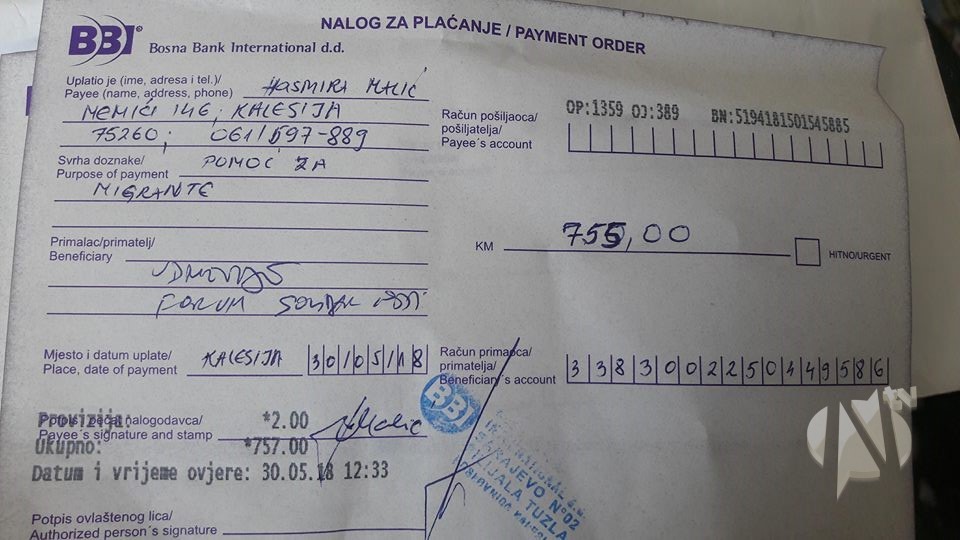 NALOG ZA PLAĆANJE / PAYMENT ORDER
BBI Bosna Bank International d.d.
Uplatio je (ime, adresa i tel.)/
Payee (name, address, phone) HASMIRA MALIĆ
MEMIĆI 146, KALESIJA
75260; 061/597-889
Svrha doznake/
Purpose of payment POMOĆ ZA
MIGRANTE
Primalac/primatelj/
Beneficiary
FORUM
Mjesto i datum uplate/
Place, date of payment KALESIJA 30/05/18
Provizija: *2.00
Potpis i pečat nalogodavca/
Payee´s signature and stamp
Ukupno: *757.00
Datum i vrijeme ovjere: 30.05.18 12:33
Potpis ovlaštenog lica/
Authorized person´s signature
OP:1359 OJ:389 BN:5194181501545885
Račun pošiljaoca/
pošiljatelja/
Payee´s account
KM 755,00
HITNO/URGENT
Račun primaoca/
primatelja/
Beneficiary´s account 3383002250449586
BBI
SARAJEVO No02
FILIJALA TUZLA
Ntv